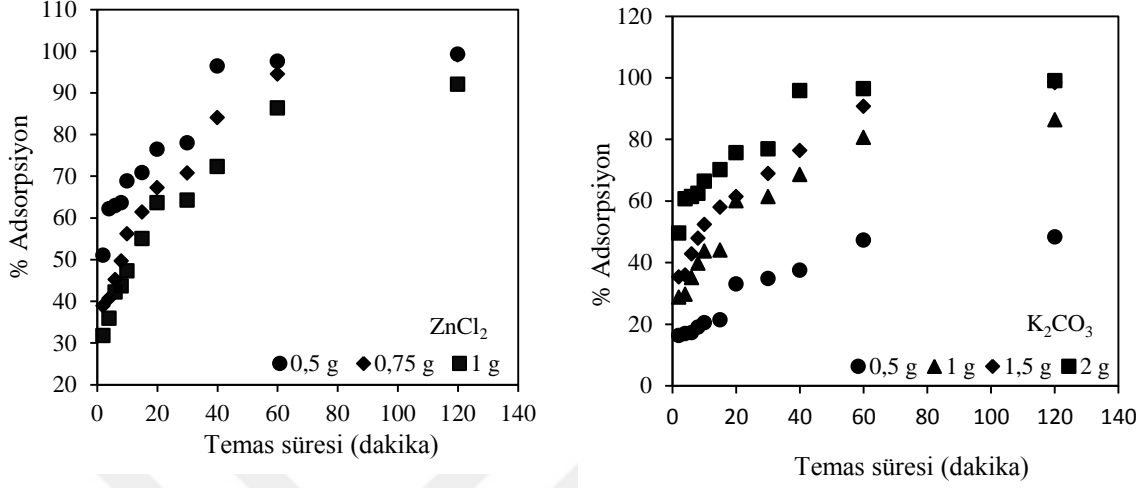 110
100
90
80
70
60
50
40
30
20
% Adsorpsiyon
ZnCl₂
0,5 g 0,75 g 1 g
0 20 40 60 80 100 120 140
Temas süresi (dakika)
120
100
80
60
40
20
0
% Adsorpsiyon
K₂CO₃
0,5 g 1 g 1,5 g 2 g
0 20 40 60 80 100 120 140
Temas süresi (dakika)